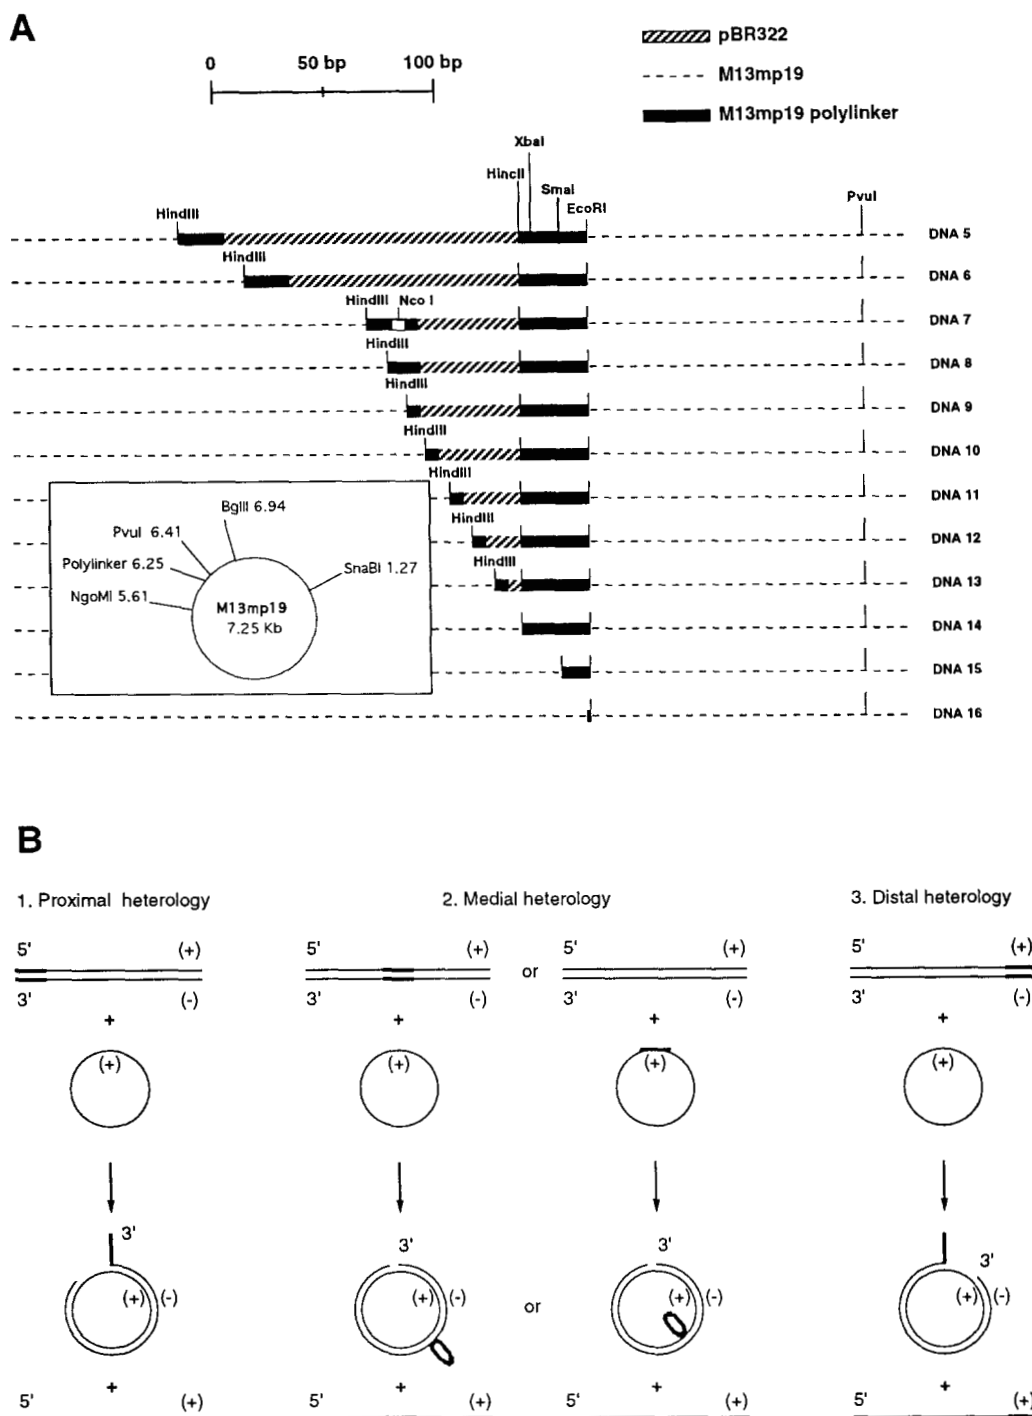 A
0 50 bp 100 bp
pBR322
M13mp19
M13mp19 polylinker
XbaI
HincII
SmaI
EcoRI
PvuI
HindIII
DNA 5
HindIII
DNA 6
HindIII Nco I
DNA 7
HindIII
DNA 8
HindIII
DNA 9
HindIII
DNA 10
HindIII
DNA 11
HindIII
DNA 12
HindIII
DNA 13
DNA 14
DNA 15
DNA 16
BglII 6.94
PvuI 6.41
Polylinker 6.25
SnaBI 1.27
NgoMI 5.61
M13mp19
7.25 Kb
B
1. Proximal heterology 2. Medial heterology 3. Distal heterology
5' (+) 5' (+) 5' (+) 5' (+)
or
3' (-) 3' (-) 3' (-) 3' (-)
+ + + +
(+) (+) (+) (+)
3' 3' 3' 3'
(+) (-) (+) (-) or (+) (-) (+) (-)
+ + + +
5' (+) 5' (+) 5' (+) 5' (+)